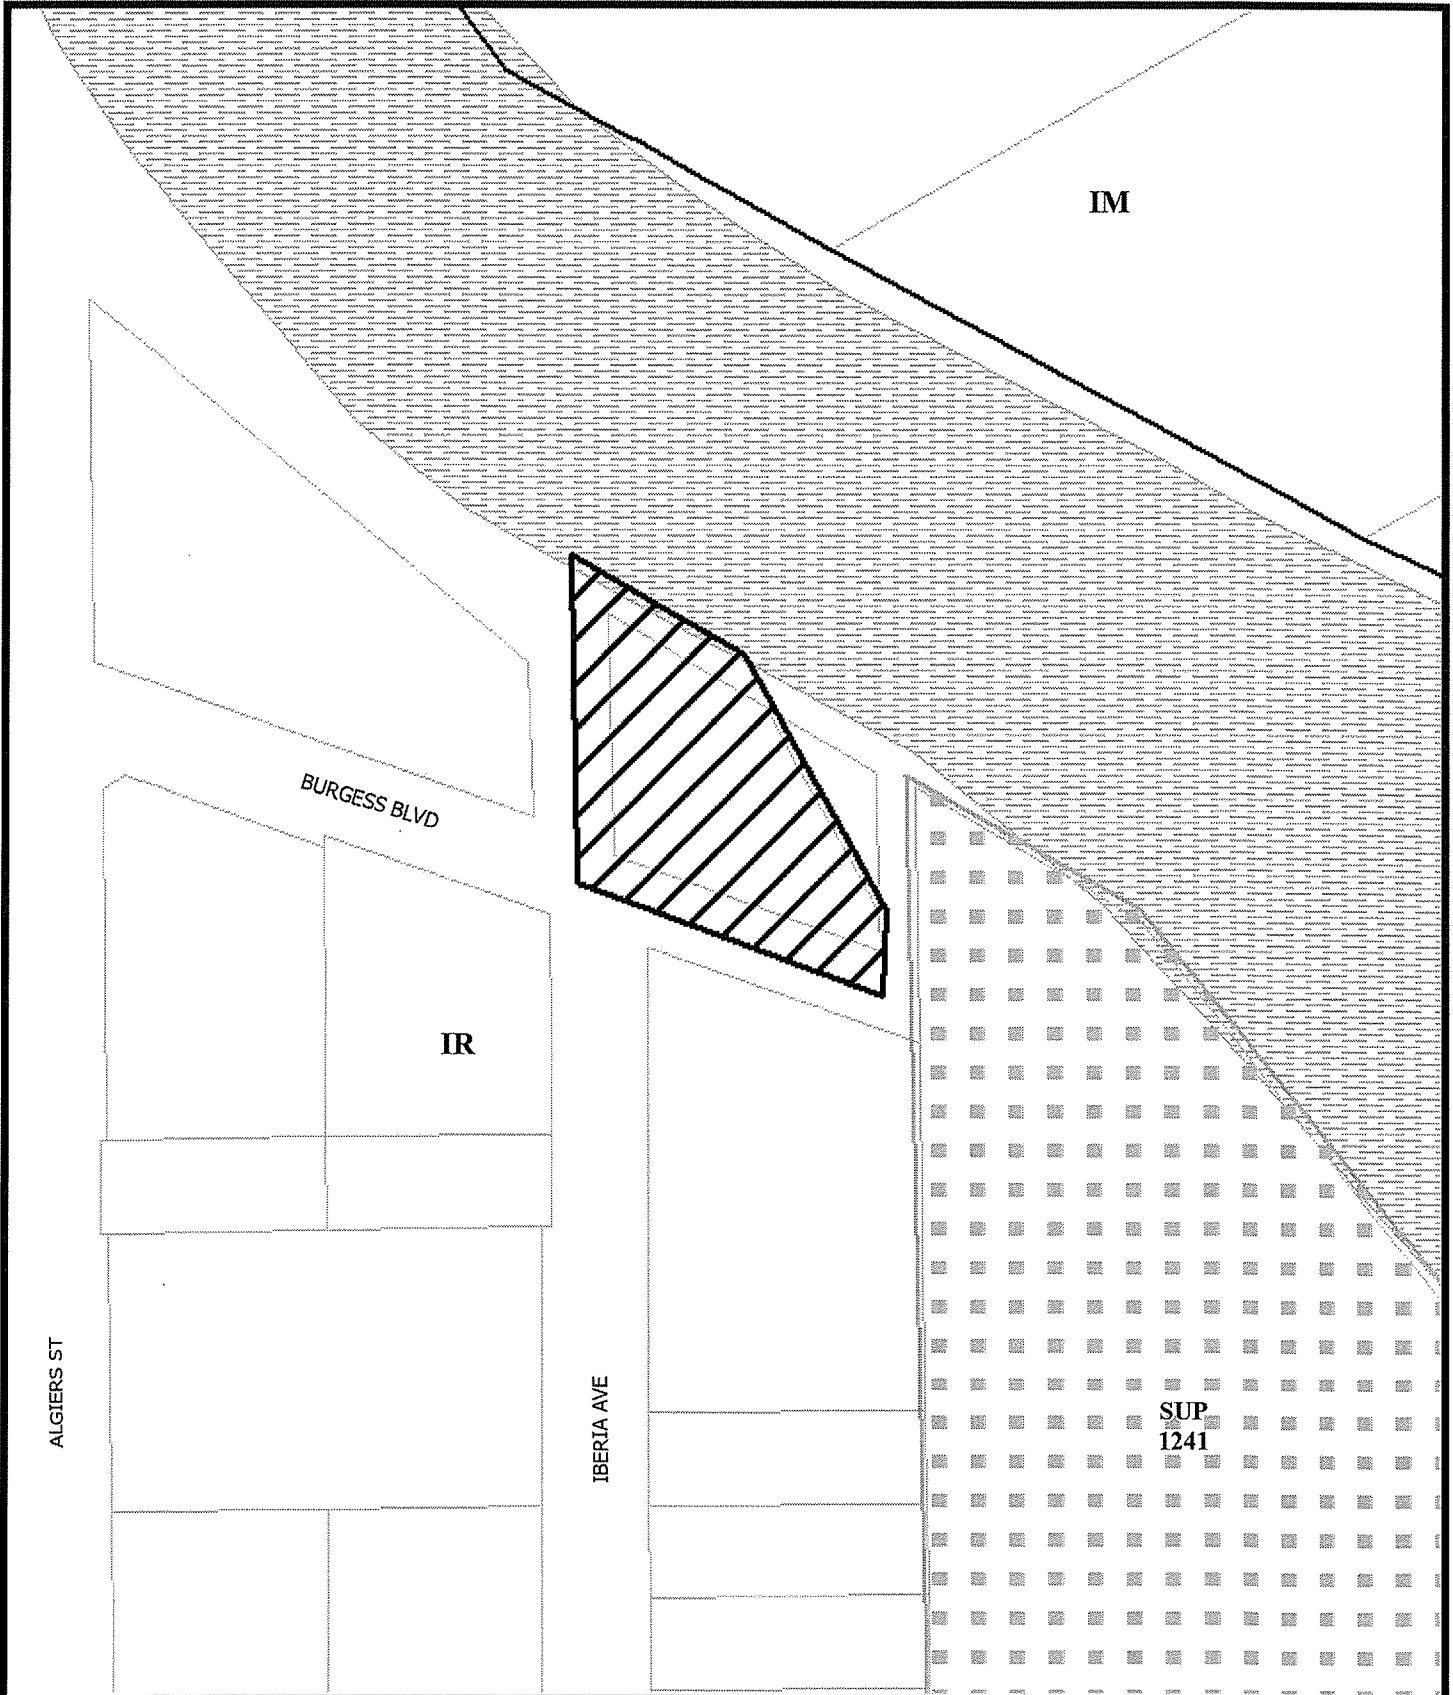 IM
BURGESS BLVD
IR
ALGIERS ST
IBERIA AVE
SUP
1241